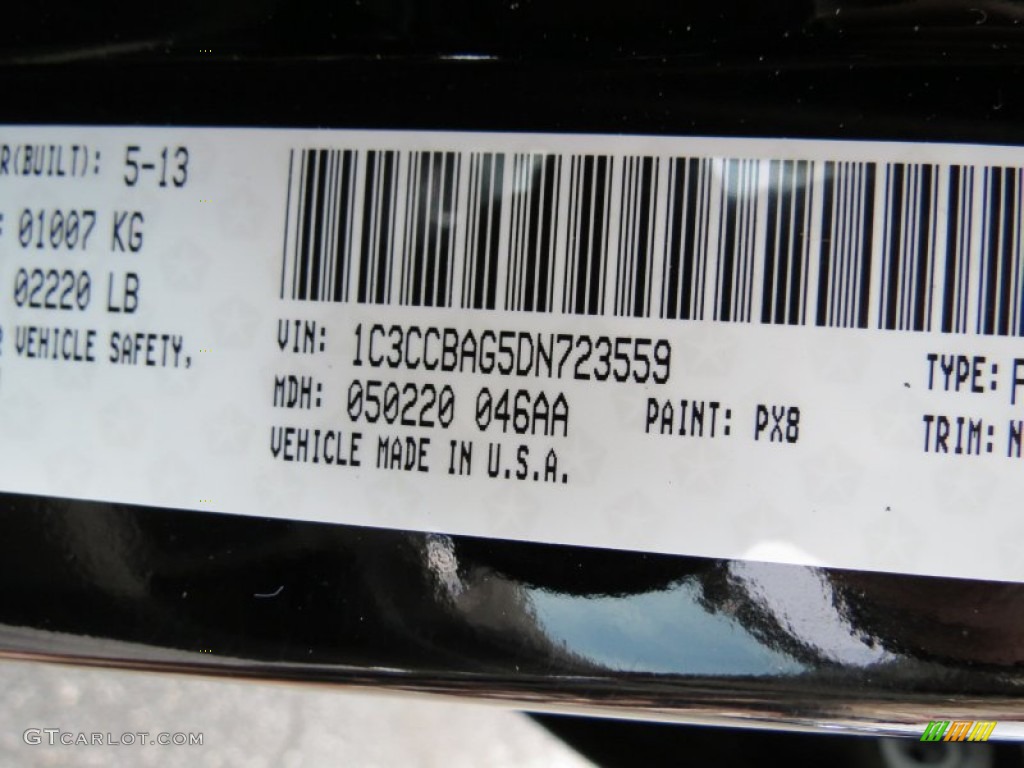 R(BUILT): 5-13
: 01007 KG
02220 LB
VEHICLE SAFETY,
VIN: 1C3CCBAG5DN723559
MDH: 050220 046AA
PAINT: PX8
VEHICLE MADE IN U.S.A.
TYPE:
TRIM: N
GTCARLOT.COM